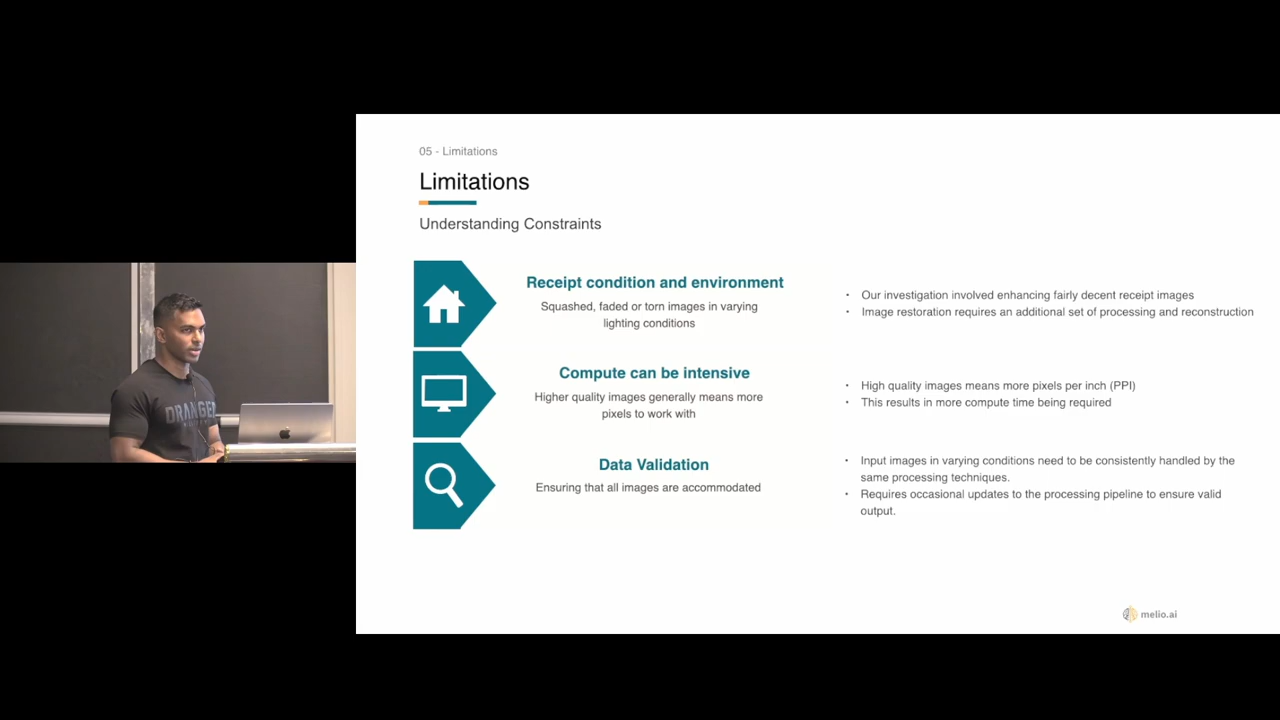 05 - Limitations
Limitations
Understanding Constraints
Receipt condition and environment
Squashed, faded or torn images in varying
lighting conditions
• Our investigation involved enhancing fairly decent receipt images
• Image restoration requires an additional set of processing and reconstruction
Compute can be intensive
Higher quality images generally means more
pixels to work with
• High quality images means more pixels per inch (PPI)
• This results in more compute time being required
Data Validation
Ensuring that all images are accommodated
• Input images in varying conditions need to be consistently handled by the
same processing techniques.
• Requires occasional updates to the processing pipeline to ensure valid
output.
melio.ai